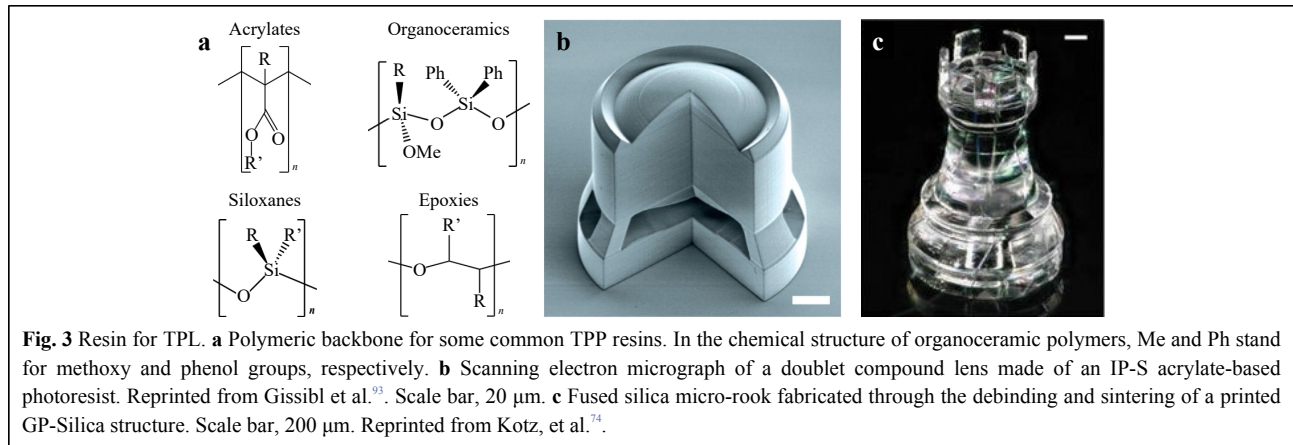 a
Acrylates
R
O
O
R'
n
Organoceramics
R
Ph
Ph
Si
Si
O
O
OMe
n
Siloxanes
R
R'
Si
O
n
Epoxies
R'
O
R
n
b
c
Fig. 3 Resin for TPL. a Polymeric backbone for some common TPP resins. In the chemical structure of organoceramic polymers, Me and Ph stand
for methoxy and phenol groups, respectively. b Scanning electron micrograph of a doublet compound lens made of an IP-S acrylate-based
photoresist. Reprinted from Gissibl et al.93. Scale bar, 20 μm. c Fused silica micro-rook fabricated through the debinding and sintering of a printed
GP-Silica structure. Scale bar, 200 μm. Reprinted from Kotz, et al.74.